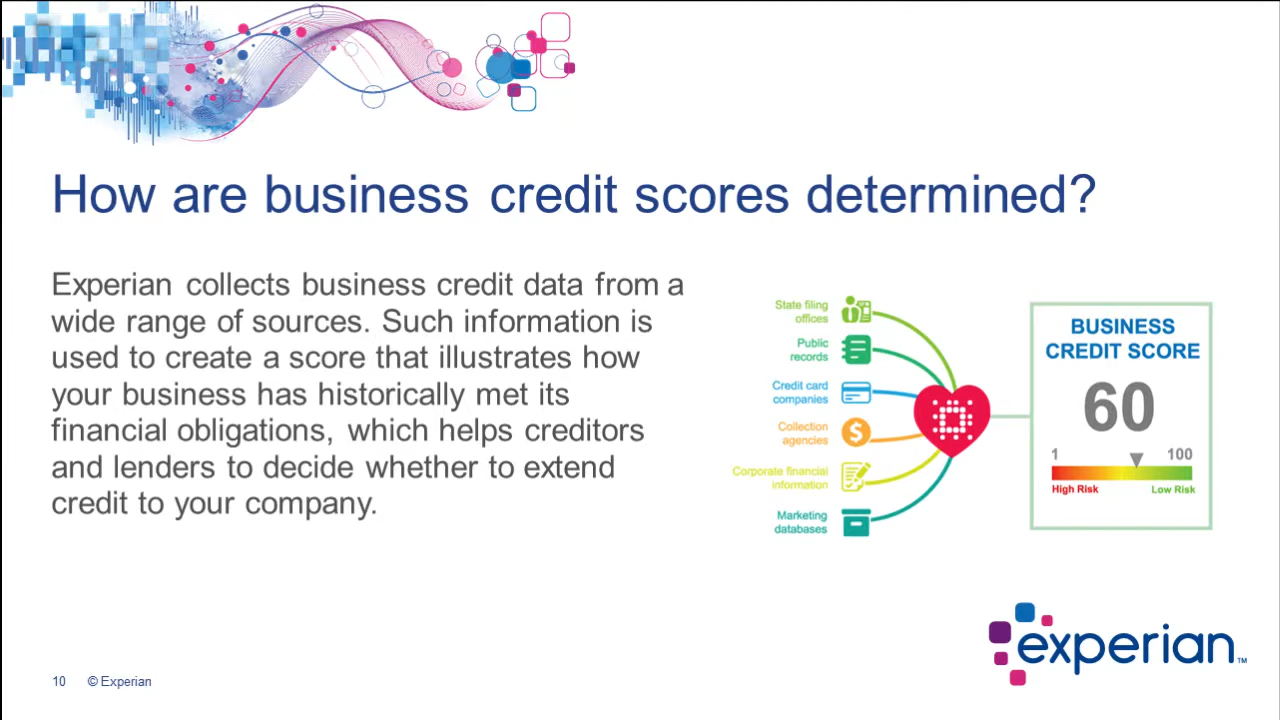 How are business credit scores determined?
Experian collects business credit data from a
wide range of sources. Such information is
used to create a score that illustrates how
your business has historically met its
financial obligations, which helps creditors
and lenders to decide whether to extend
credit to your company.
State filing
offices
Public
records
Credit card
companies
Collection
agencies
$
Corporate financial
information
Marketing
databases
BUSINESS
CREDIT SCORE
60
1 100
High Risk Low Risk
experian™
10 © Experian